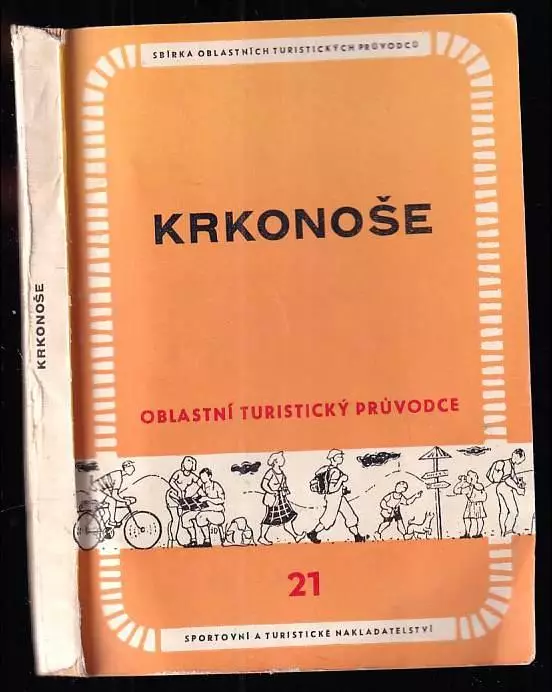 SBÍRKA OBLASTNÍCH TURISTICKÝCH PRŮVODCŮ
KRKONOŠE
KRKONOŠE
OBLASTNÍ TURISTICKÝ PRŮVODCE
21
SPORTOVNÍ A TURISTICKÉ NAKLADATELSTVÍ